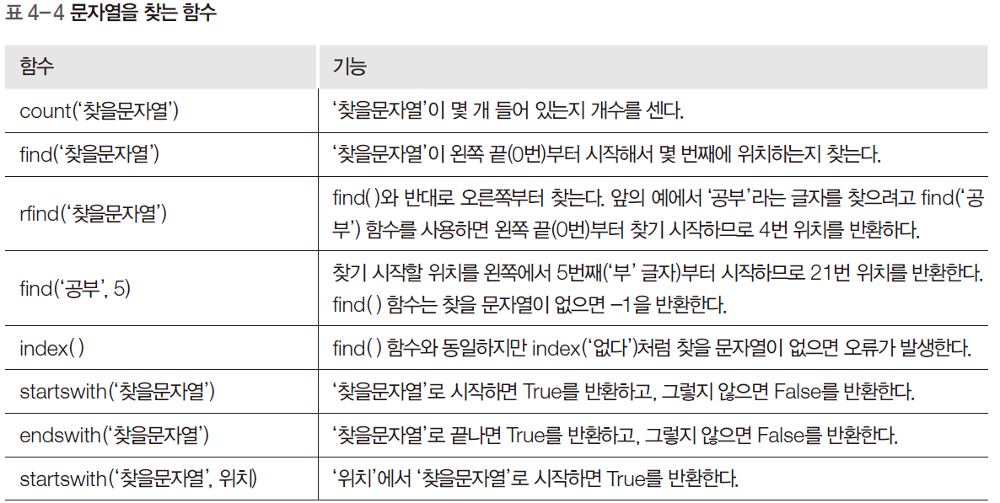 표 4-4 문자열을 찾는 함수
함수 기능
count(‘찾을문자열’) ‘찾을문자열’이 몇 개 들어 있는지 개수를 센다.
find(‘찾을문자열’) ‘찾을문자열’이 왼쪽 끝(0번)부터 시작해서 몇 번째에 위치하는지 찾는다.
rfind(‘찾을문자열’) find( )와 반대로 오른쪽부터 찾는다. 앞의 예에서 ‘공부’라는 글자를 찾으려고 find(‘공
부’) 함수를 사용하면 왼쪽 끝(0번)부터 찾기 시작하므로 4번 위치를 반환하다.
find(‘공부’, 5) 찾기 시작할 위치를 왼쪽에서 5번째(‘부’ 글자)부터 시작하므로 21번 위치를 반환한다.
find( ) 함수는 찾을 문자열이 없으면 -1을 반환한다.
index( ) find( ) 함수와 동일하지만 index(‘없다’)처럼 찾을 문자열이 없으면 오류가 발생한다.
startswith(‘찾을문자열’) ‘찾을문자열’로 시작하면 True를 반환하고, 그렇지 않으면 False를 반환한다.
endswith(‘찾을문자열’) ‘찾을문자열’로 끝나면 True를 반환하고, 그렇지 않으면 False를 반환한다.
startswith(‘찾을문자열’, 위치) ‘위치’에서 ‘찾을문자열’로 시작하면 True를 반환한다.